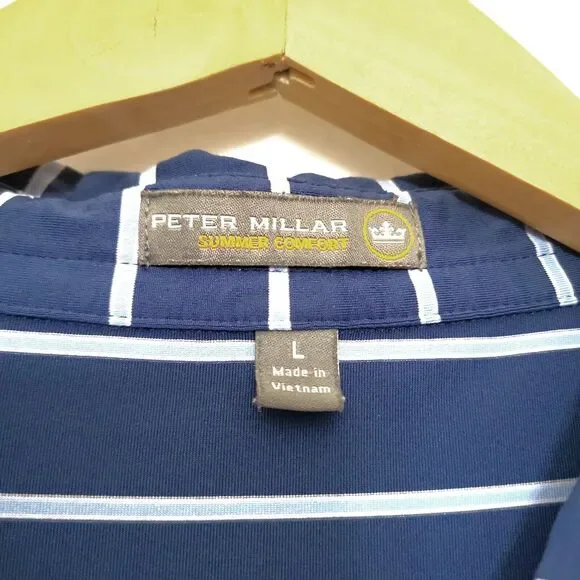 PETER MILLAR
SUMMER COMFORT
L
Made in
Vietnam